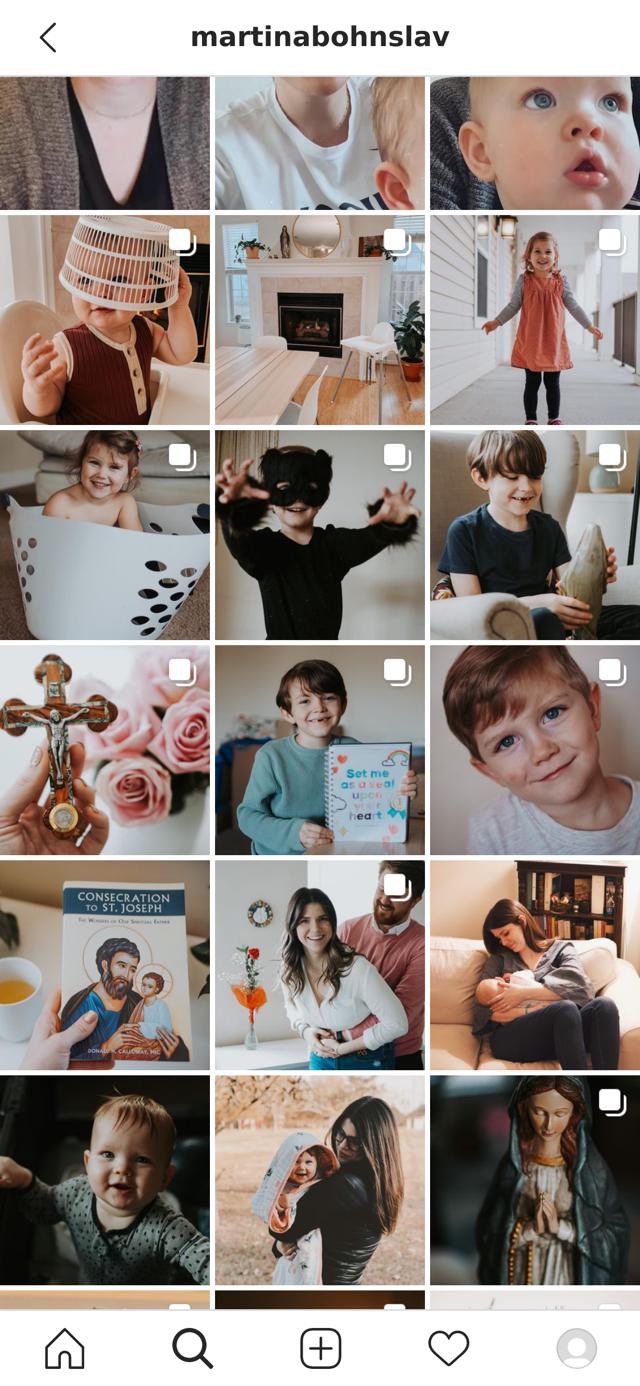 martinabohnslav
Set me
as a seal
upon
your
heart
CONSECRATION
TO ST. JOSEPH
THE WONDERS OF OUR SPIRITUAL FATHER
DONALD H. CALLOWAY, MIC